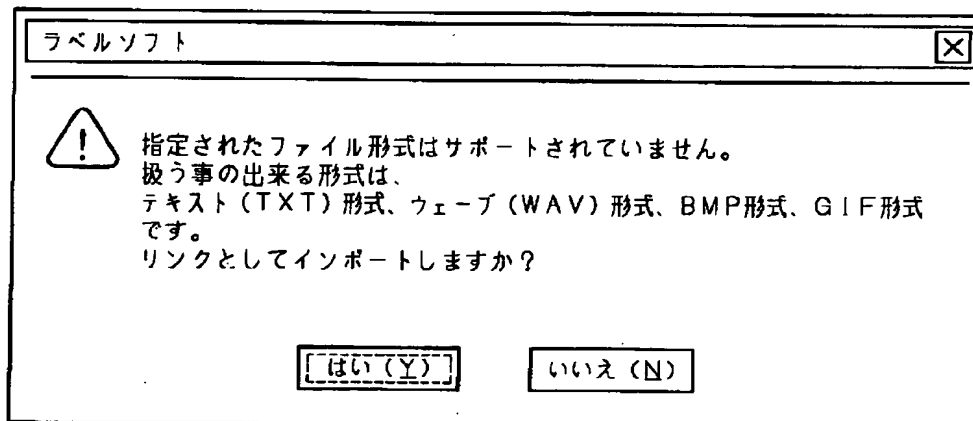 ラベルソフト
指定されたファイル形式はサポートされていません。
扱う事の出来る形式は、
テキスト(TXT)形式、ウェーブ(WAV)形式、BMP形式、GIF形式
です。
リンクとしてインポートしますか?
はい(Y) いいえ(N)